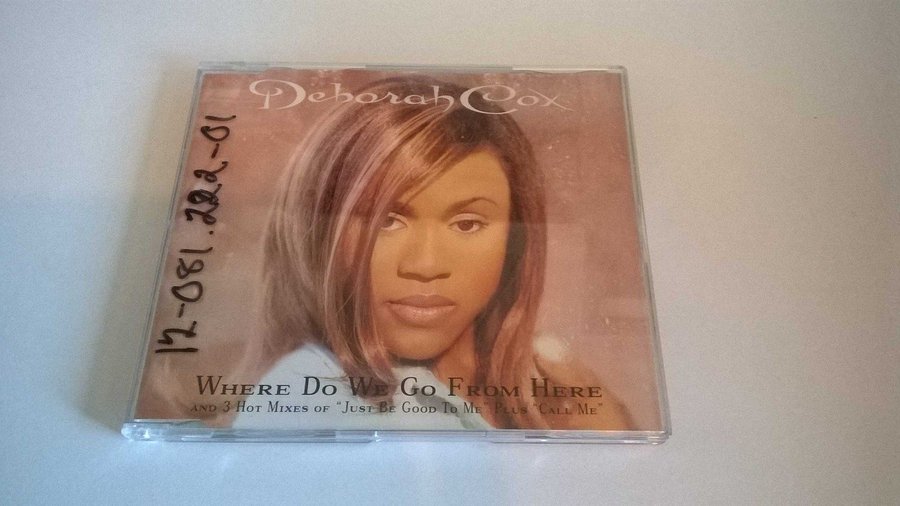 Deborah Cox
12-081.222-01
WHERE DO WE GO FROM HERE
AND 3 HOT MIXES OF "JUST BE GOOD TO ME" PLUS "CALL ME"